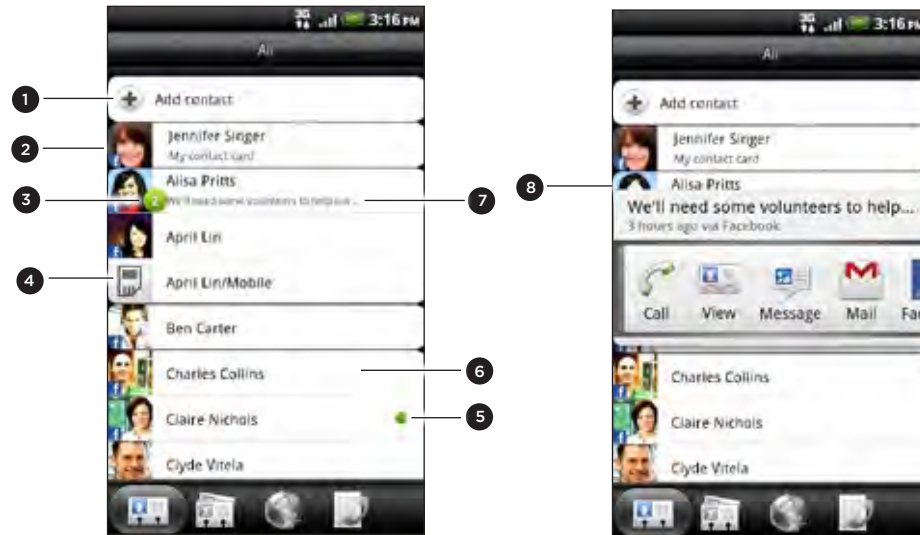 3G 3:16 PM
All
1
Add contact
2
Jennifer Singer
My contact card
3
2
Alisa Pritts
We'll need some volunteers to help out ...
7
April Lin
4
April Lin/Mobile
Ben Carter
Charles Collins
6
Claire Nichols
5
Clyde Vitela
3G 3:16 PM
All
Add contact
Jennifer Singer
My contact card
8
Alisa Pritts
We'll need some volunteers to help...
3 hours ago via Facebook
Call View Message Mail Fac
Charles Collins
Claire Nichols
Clyde Vitela